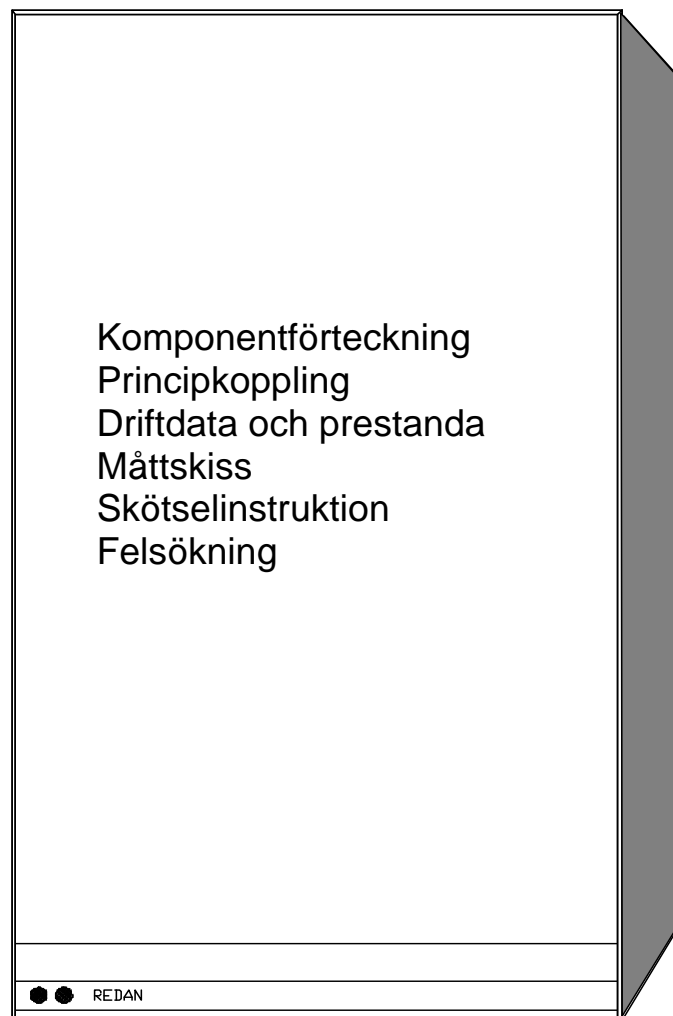 Komponentförteckning
Principkoppling
Driftdata och prestanda
Måttskiss
Skötselinstruktion
Felsökning
REDAN